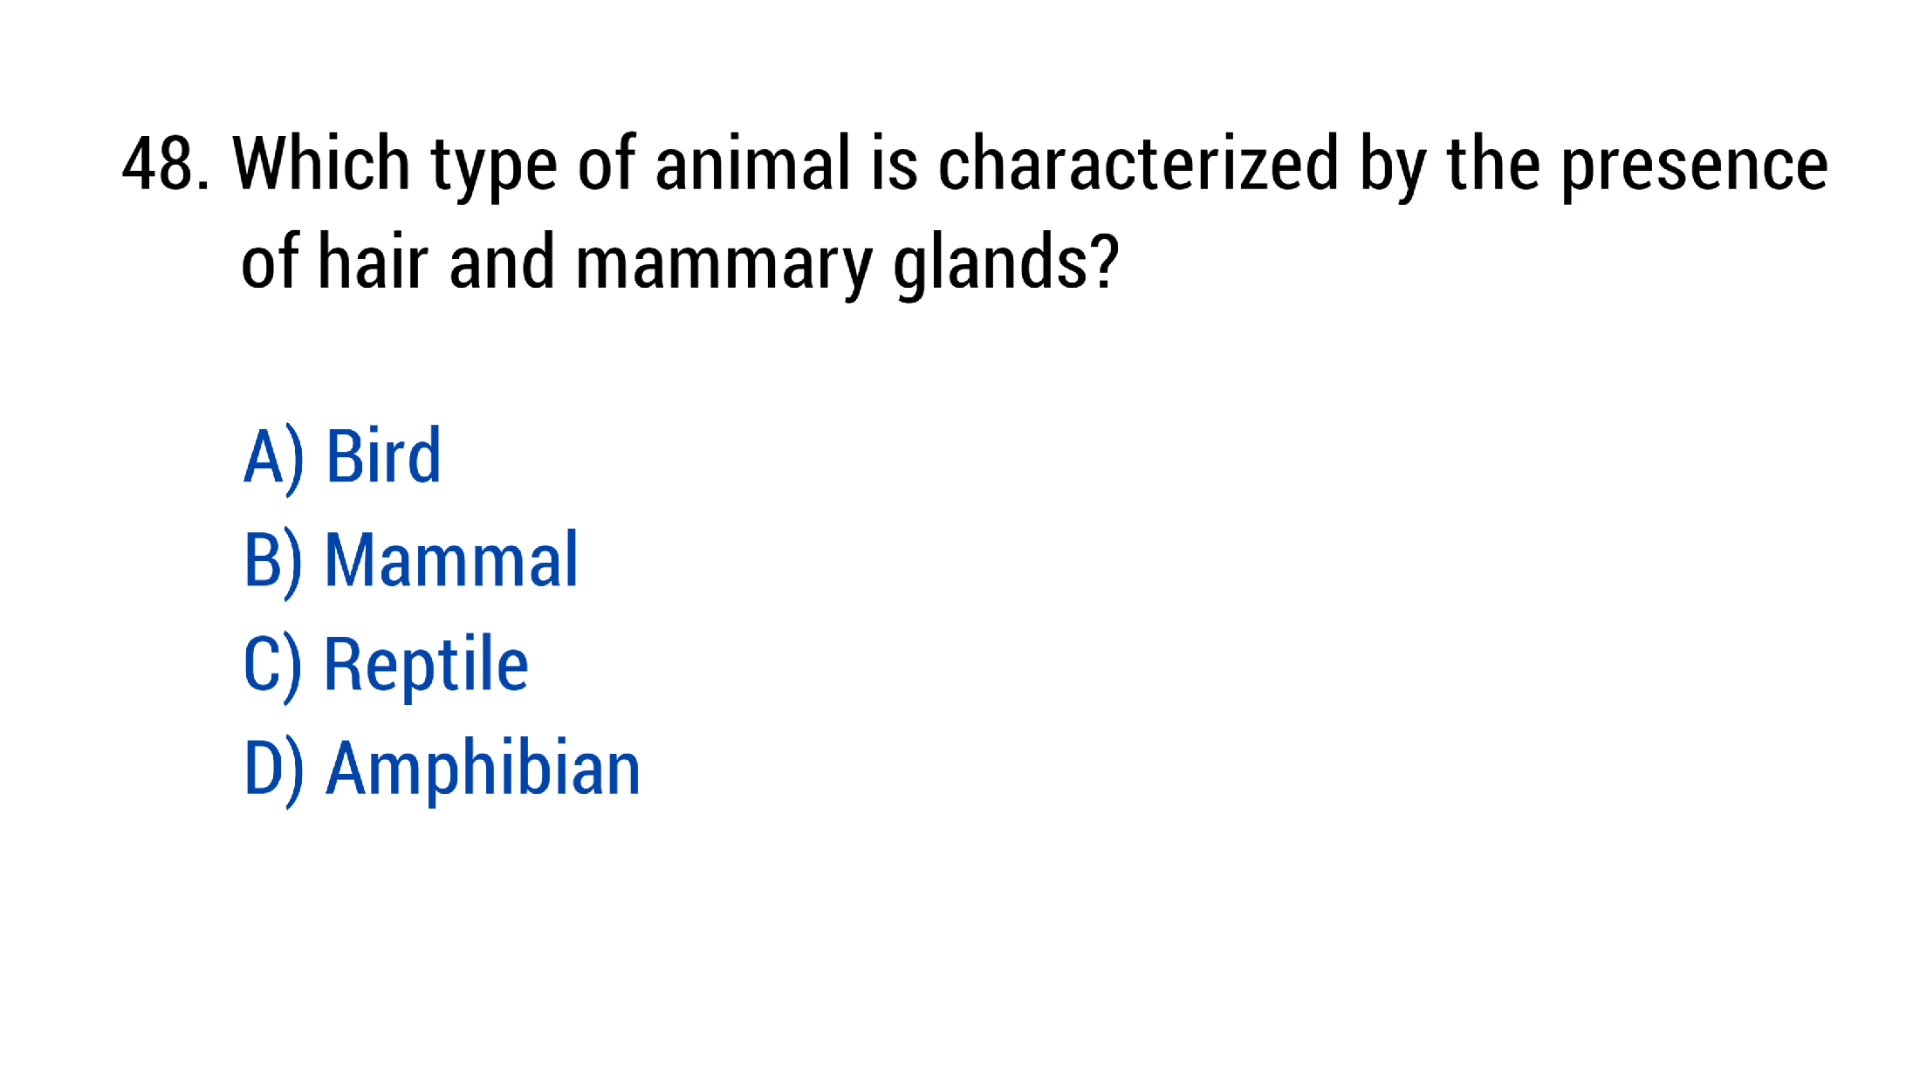 48. Which type of animal is characterized by the presence
of hair and mammary glands?
A) Bird
B) Mammal
C) Reptile
D) Amphibian